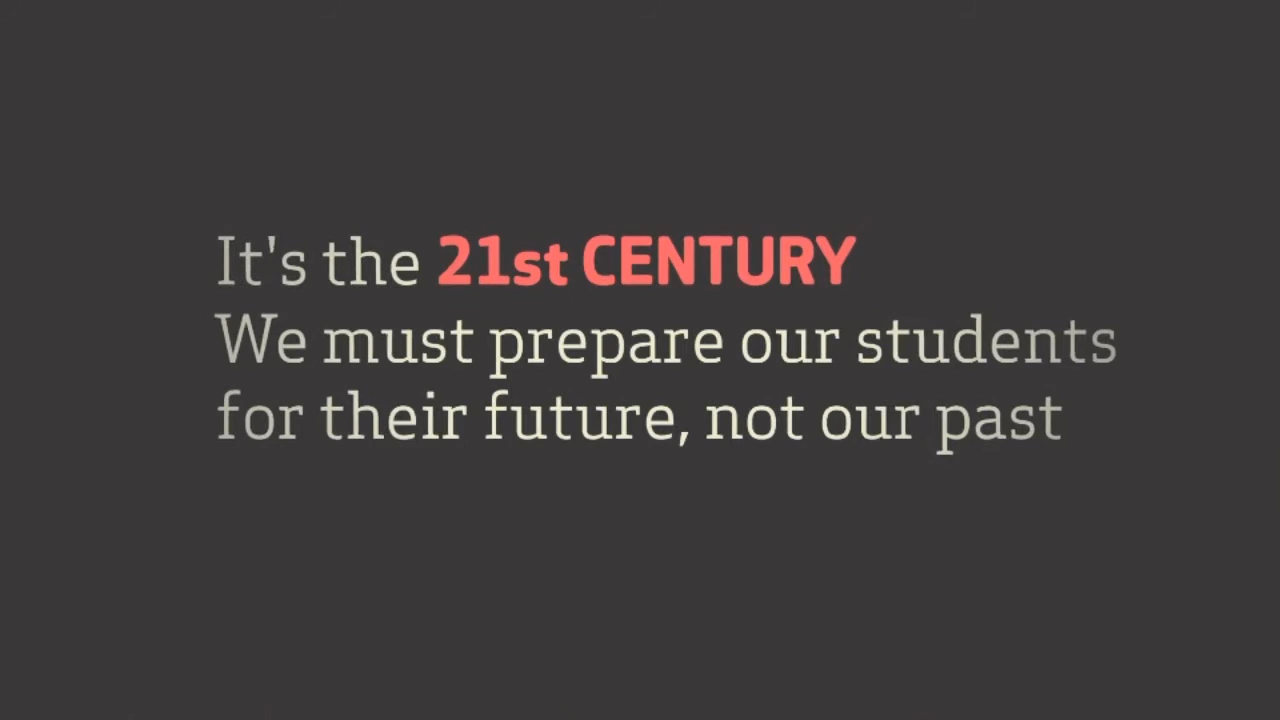 It's the 21st CENTURY
We must prepare our students
for their future, not our past